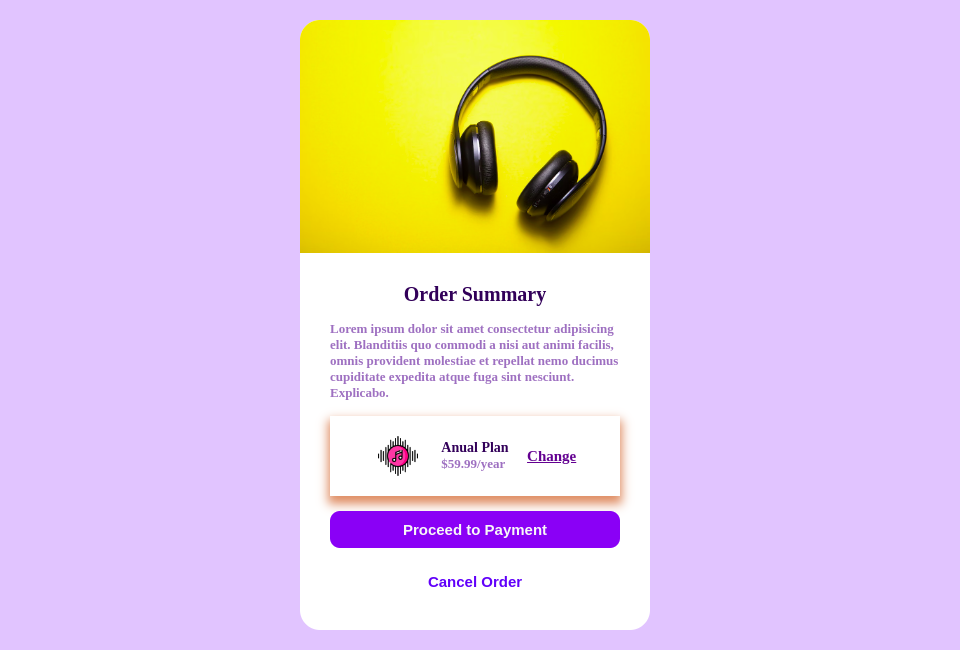 Order Summary
Lorem ipsum dolor sit amet consectetur adipisicing
elit. Blanditiis quo commodi a nisi aut animi facilis,
omnis provident molestiae et repellat nemo ducimus
cupiditate expedita atque fuga sint nesciunt.
Explicabo.
Anual Plan
$59.99/year
Change
Proceed to Payment
Cancel Order